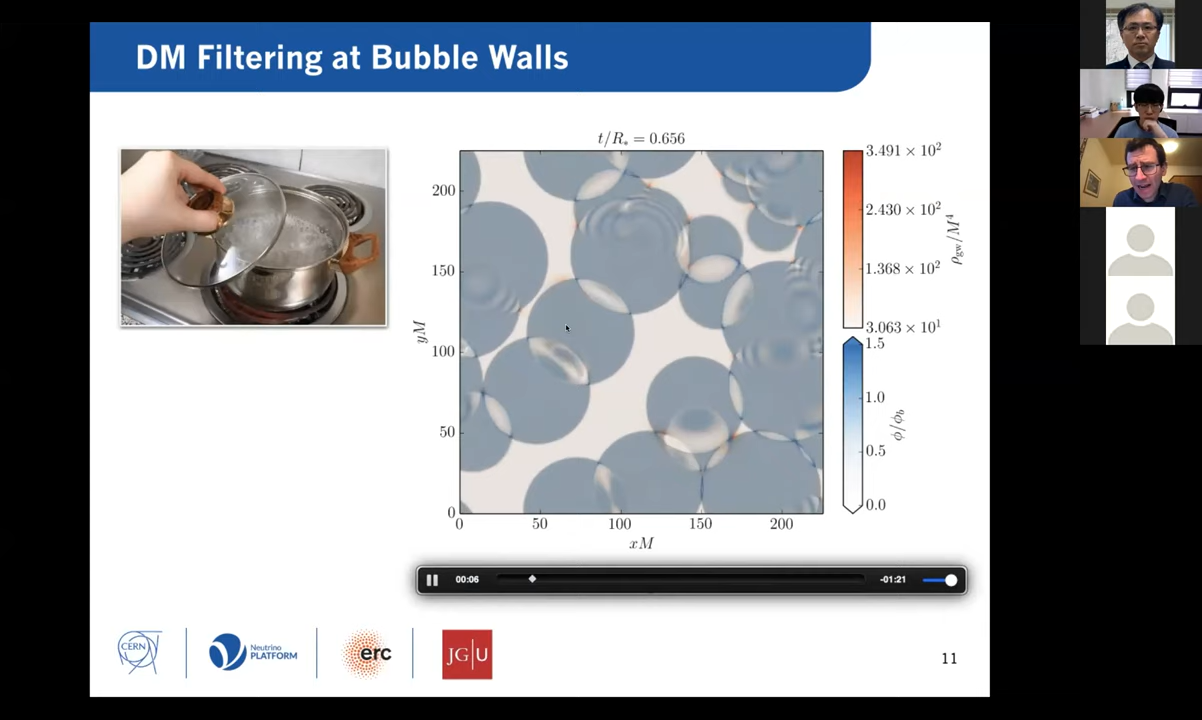 DM Filtering at Bubble Walls
t/R* = 0.656
3.491 × 10²
200
2.430 × 10²
150
1.368 × 10²
ρgw/M⁴
yM
3.063 × 10¹
100
1.5
1.0
50
0.5
ϕ/ϕb
0
0.0
0 50 100 150 200
xM
00:06 -01:21
CERN
Neutrino
PLATFORM
erc
JG|U
11